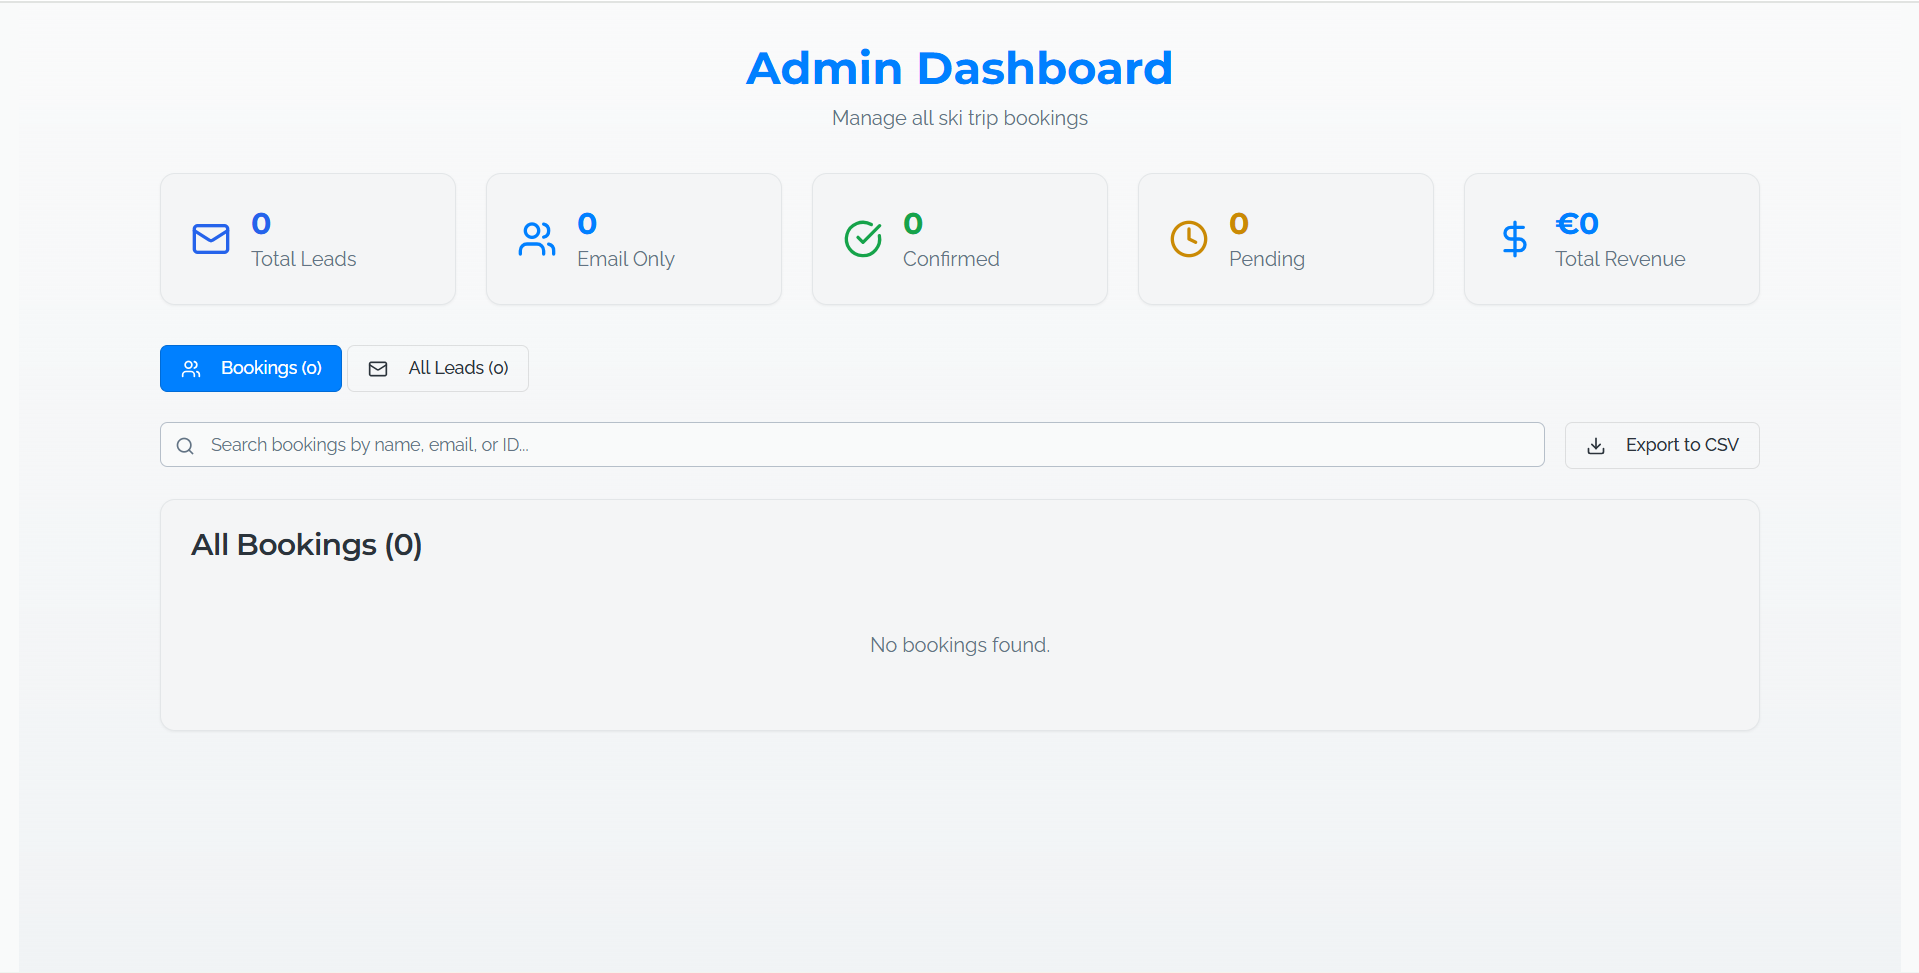 Admin Dashboard
Manage all ski trip bookings
0
Total Leads
0
Email Only
0
Confirmed
0
Pending
€0
Total Revenue
Bookings (0)
All Leads (0)
Search bookings by name, email, or ID...
Export to CSV
All Bookings (0)
No bookings found.